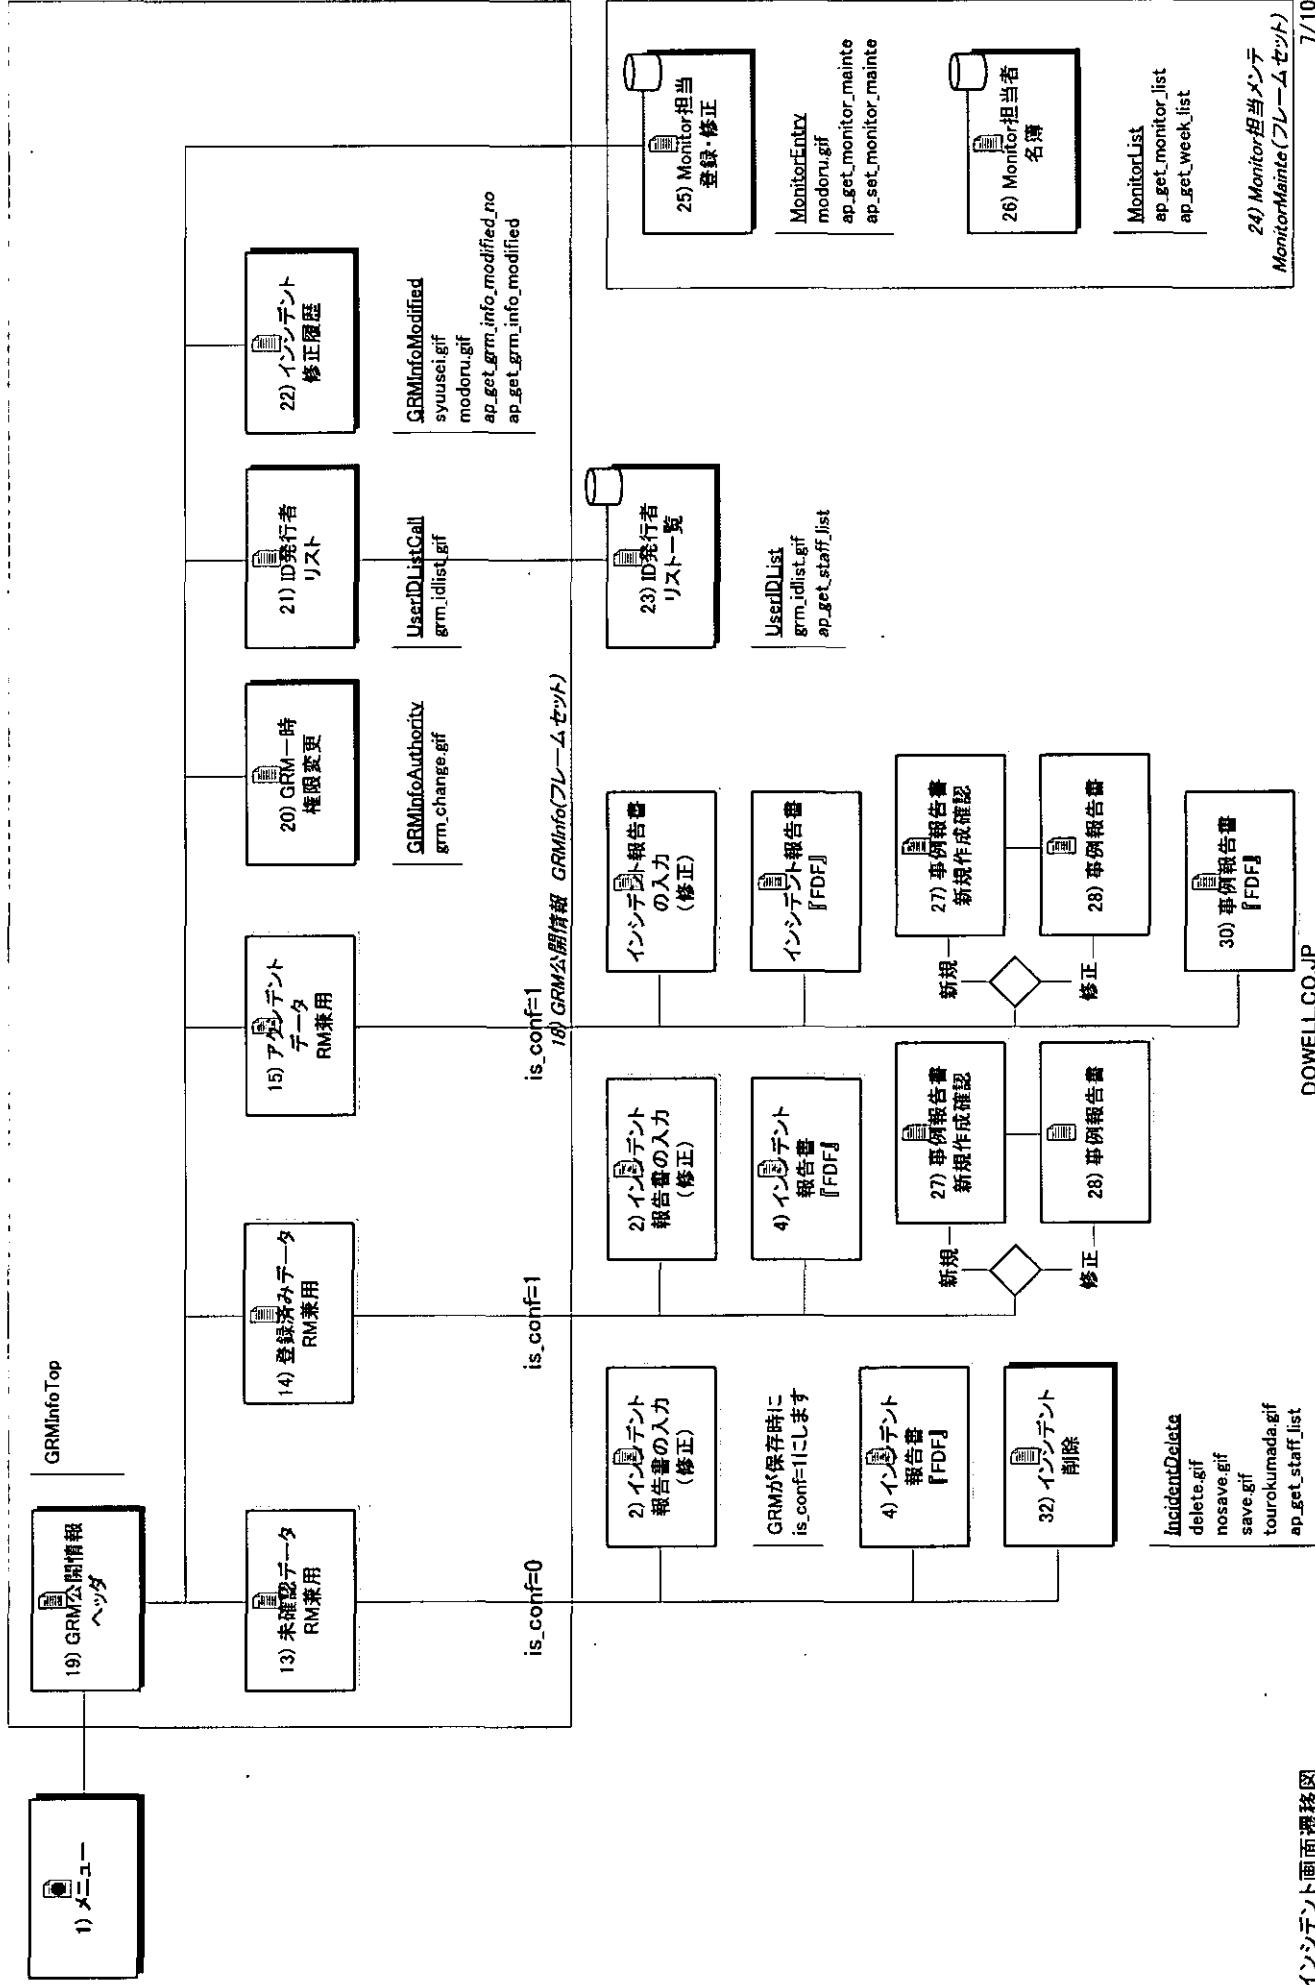 1) メニュー
19) GRM公開情報
ヘッダ
GRMInfoTop
13) 未確認データ
RM兼用
14) 登録済みデータ
RM兼用
15) アクシデント
データ
RM兼用
20) GRM一時
権限変更
21) ID発行者
リスト
22) インシデント
修正履歴
GRMInfoAuthority
grm_change.gif
UserIDListCall
grm_idlist_gif
GRMInfoModified
syuusei.gif
modoru.gif
ap_get_grm_info_modified_no
ap_get_grm_info_modified
is_conf=0
is_conf=1
is_conf=1
18) GRM公開情報 GRMInfo(フレームセット)
2) インシデント
報告書の入力
(修正)
GRMが保存時に
is_conf=1にします
4) インシデント
報告書
『FDF』
32) インシデント
削除
IncidentDelete
delete.gif
nosave.gif
save.gif
tourokumada.gif
ap_get_staff_list
2) インシデント
報告書の入力
(修正)
4) インシデント
報告書
『FDF』
新規
修正
27) 事例報告書
新規作成確認
28) 事例報告書
インシデント報告書
の入力
(修正)
インシデント報告書
『FDF』
新規
修正
27) 事例報告書
新規作成確認
28) 事例報告書
30) 事例報告書
『FDF』
23) ID発行者
リスト一覧
UserIDList
grm_idlist.gif
ap_get_staff_list
25) Monitor担当
登録・修正
MonitorEntry
modoru.gif
ap_get_monitor_mainte
ap_set_monitor_mainte
26) Monitor担当者
名簿
MonitorList
ap_get_monitor_list
ap_get_week_list
24) Monitor担当メンテ
MonitorMainte(フレームセット)
インシデント画面遷移図
DOWELL.CO.JP
7/10